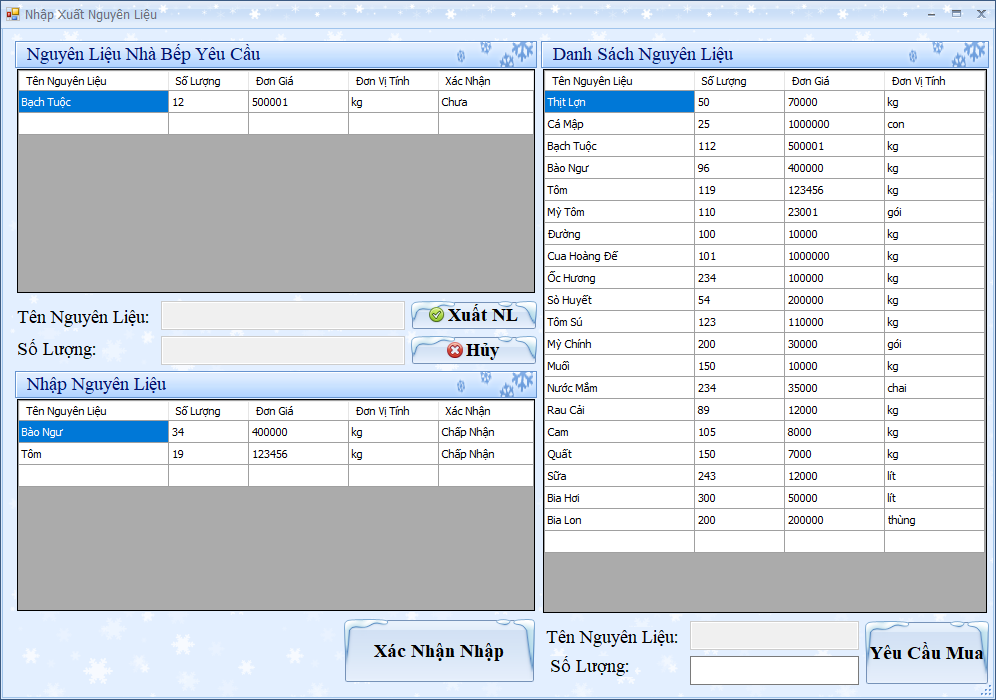 Nhập Xuất Nguyên Liệu
Nguyên Liệu Nhà Bếp Yêu Cầu
Tên Nguyên Liệu Số Lượng Đơn Giá Đơn Vị Tính Xác Nhận
Bạch Tuộc 12 500001 kg Chưa
Tên Nguyên Liệu:
Xuất NL
Số Lượng:
Hủy
Nhập Nguyên Liệu
Tên Nguyên Liệu Số Lượng Đơn Giá Đơn Vị Tính Xác Nhận
Bào Ngư 34 400000 kg Chấp Nhận
Tôm 19 123456 kg Chấp Nhận
Xác Nhận Nhập
Danh Sách Nguyên Liệu
Tên Nguyên Liệu Số Lượng Đơn Giá Đơn Vị Tính
Thịt Lợn 50 70000 kg
Cá Mập 25 1000000 con
Bạch Tuộc 112 500001 kg
Bào Ngư 96 400000 kg
Tôm 119 123456 kg
Mỳ Tôm 110 23001 gói
Đường 100 10000 kg
Cua Hoàng Đế 101 1000000 kg
Ốc Hương 234 100000 kg
Sò Huyết 54 200000 kg
Tôm Sú 123 110000 kg
Mỳ Chính 200 30000 gói
Muối 150 10000 kg
Nước Mắm 234 35000 chai
Rau Cải 89 12000 kg
Cam 105 8000 kg
Quất 150 7000 kg
Sữa 243 12000 lít
Bia Hơi 300 50000 lít
Bia Lon 200 200000 thùng
Tên Nguyên Liệu:
Số Lượng:
Yêu Cầu Mua